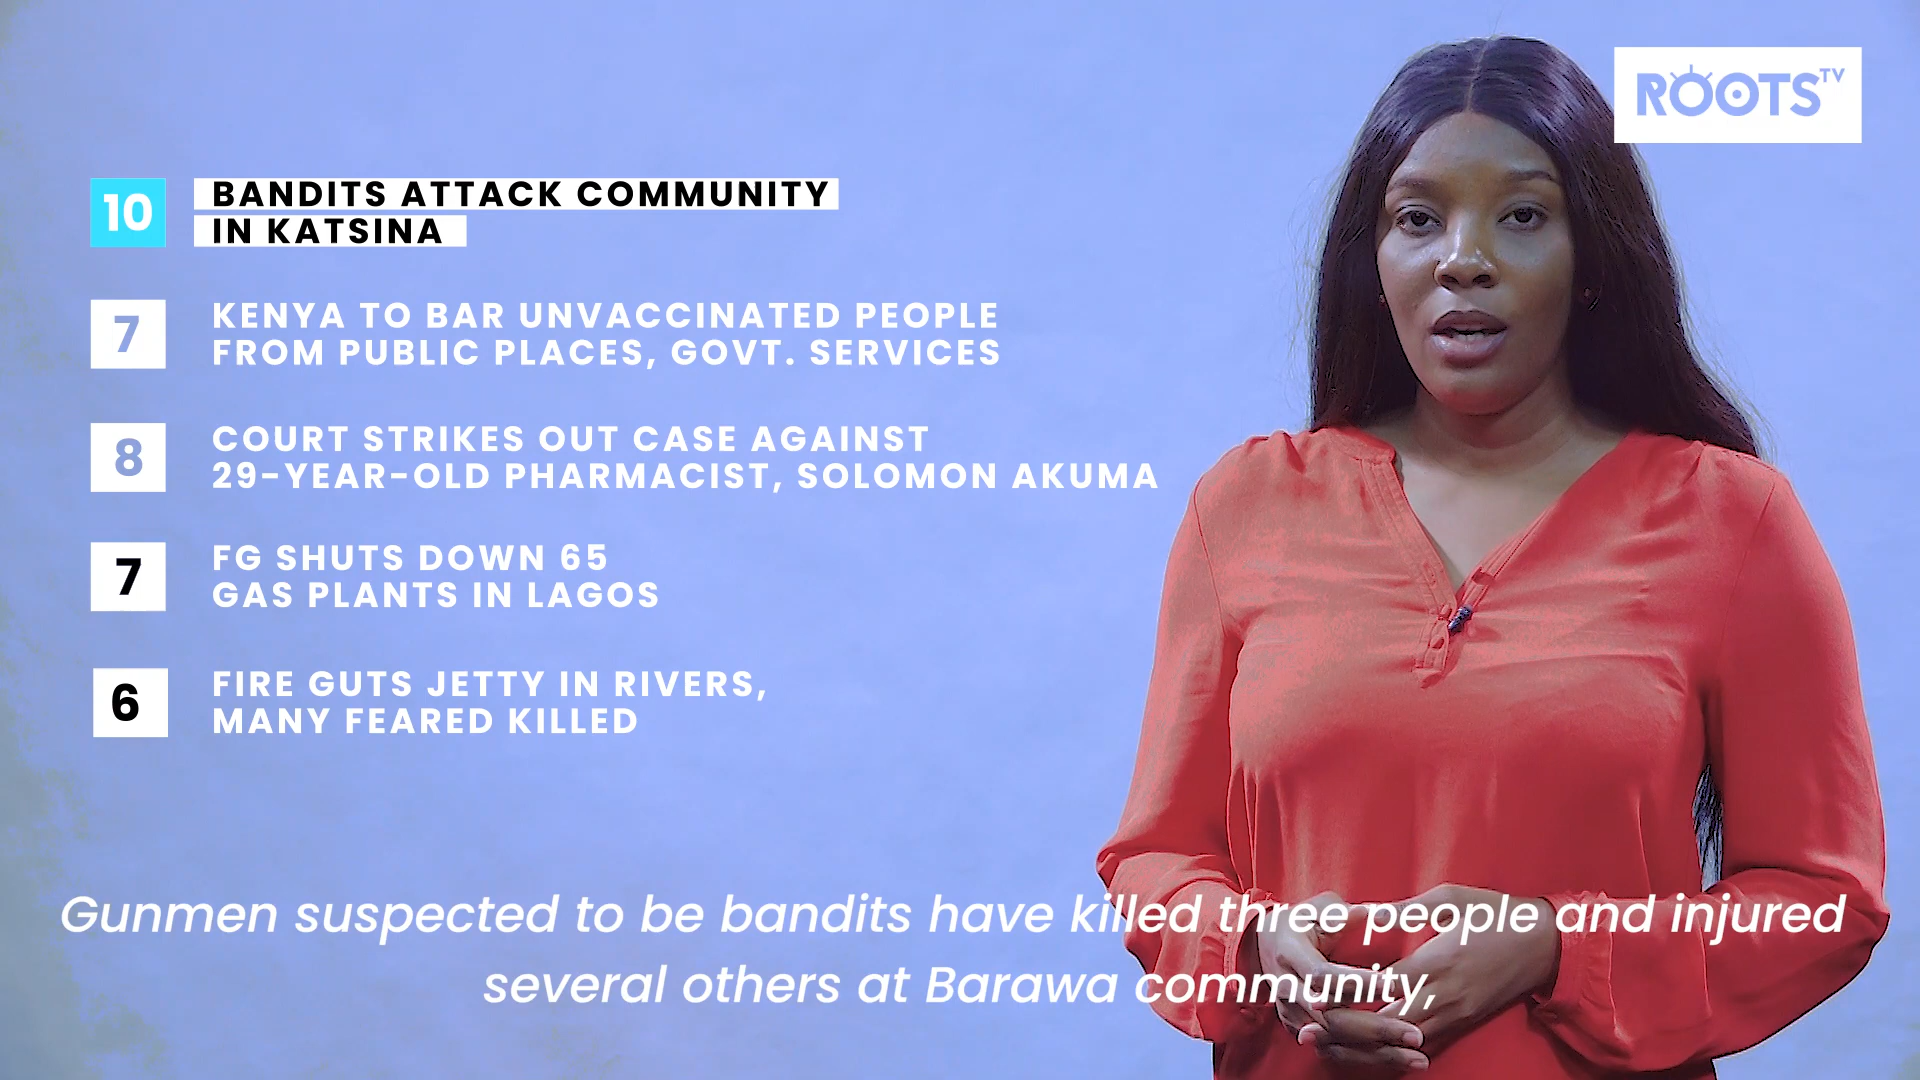 ROOTS TV
10
BANDITS ATTACK COMMUNITY
IN KATSINA
7
KENYA TO BAR UNVACCINATED PEOPLE
FROM PUBLIC PLACES, GOVT. SERVICES
8
COURT STRIKES OUT CASE AGAINST
29-YEAR-OLD PHARMACIST, SOLOMON AKUMA
7
FG SHUTS DOWN 65
GAS PLANTS IN LAGOS
6
FIRE GUTS JETTY IN RIVERS,
MANY FEARED KILLED
Gunmen suspected to be bandits have killed three people and injured
several others at Barawa community,